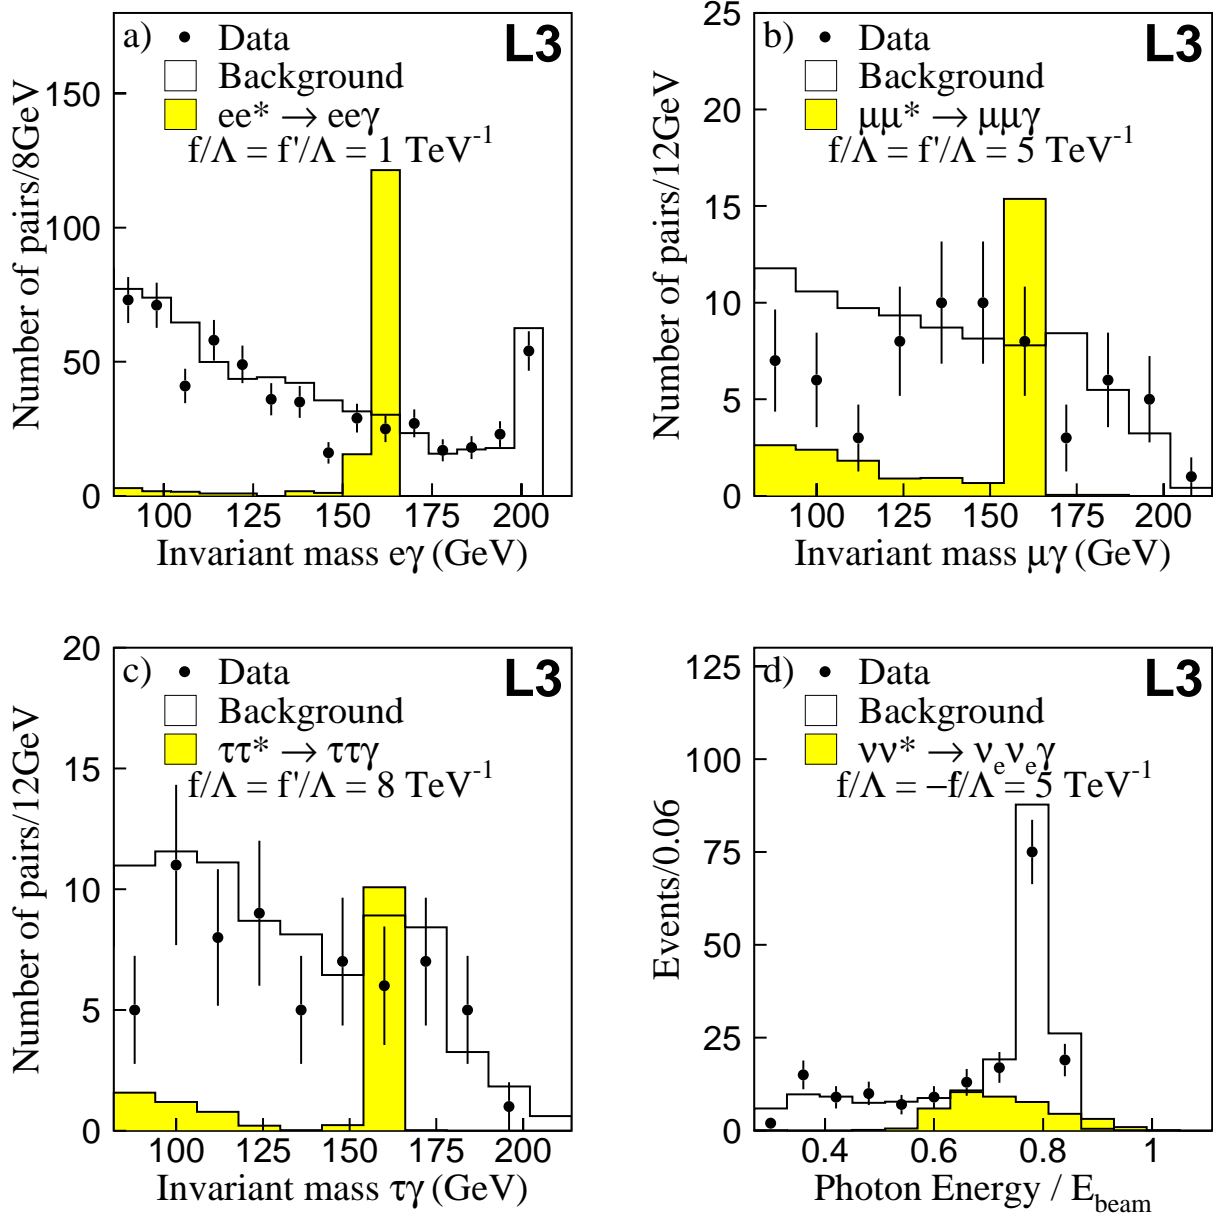 a)
Data
L3
Background
ee* → eeγ
f/Λ = f'/Λ = 1 TeV⁻¹
Number of pairs/8GeV
0
50
100
150
100 125 150 175 200
Invariant mass eγ (GeV)
b)
Data
L3
Background
μμ* → μμγ
f/Λ = f'/Λ = 5 TeV⁻¹
Number of pairs/12GeV
0
5
10
15
20
25
100 125 150 175 200
Invariant mass μγ (GeV)
c)
Data
L3
Background
ττ* → ττγ
f/Λ = f'/Λ = 8 TeV⁻¹
Number of pairs/12GeV
0
5
10
15
20
100 125 150 175 200
Invariant mass τγ (GeV)
d)
Data
L3
Background
νν* → νₑνₑγ
f/Λ = −f/Λ = 5 TeV⁻¹
Events/0.06
0
25
50
75
100
125
0.4 0.6 0.8 1
Photon Energy / E_beam